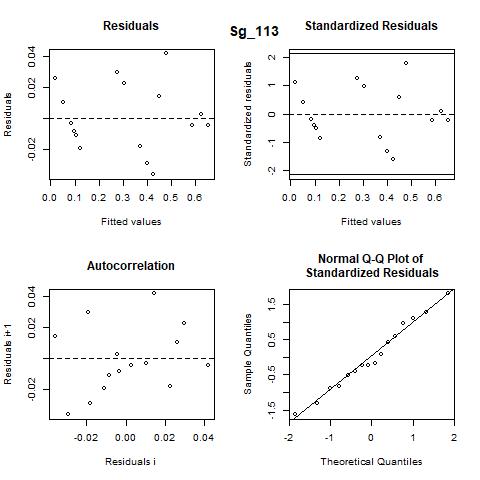 Sg_113
Residuals
Residuals
-0.02
0.02
0.04
0.0
0.1
0.2
0.3
0.4
0.5
0.6
Fitted values
Standardized Residuals
Standardized residuals
-2
-1
0
1
2
0.0
0.1
0.2
0.3
0.4
0.5
0.6
Fitted values
Autocorrelation
Residuals i+1
-0.02
0.02
0.04
-0.02
0.00
0.02
0.04
Residuals i
Normal Q-Q Plot of
Standardized Residuals
Sample Quantiles
-1.5
-0.5
0.5
1.5
-2
-1
0
1
2
Theoretical Quantiles